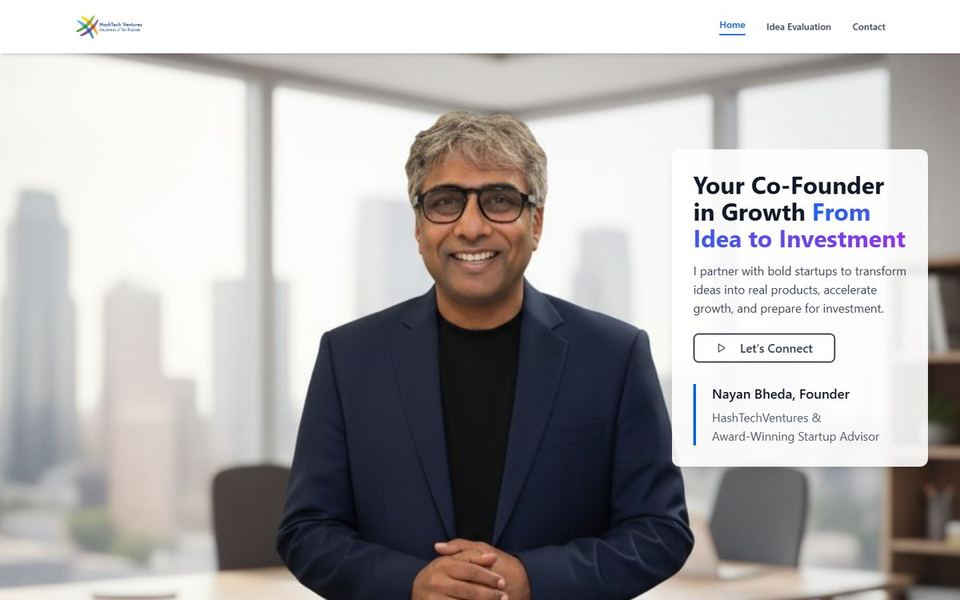 HashTech Ventures
Home
Idea Evaluation
Contact
Your Co-Founder
in Growth From
Idea to Investment
I partner with bold startups to transform
ideas into real products, accelerate
growth, and prepare for investment.
Let's Connect
Nayan Bheda, Founder
HashTechVentures &
Award-Winning Startup Advisor